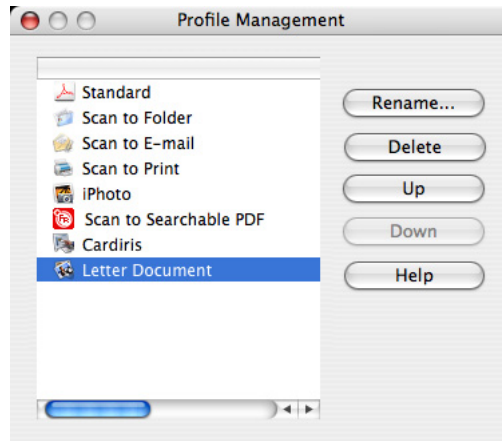 Profile Management
Standard
Scan to Folder
Scan to E-mail
Scan to Print
iPhoto
Scan to Searchable PDF
Cardiris
Letter Document
Rename...
Delete
Up
Down
Help